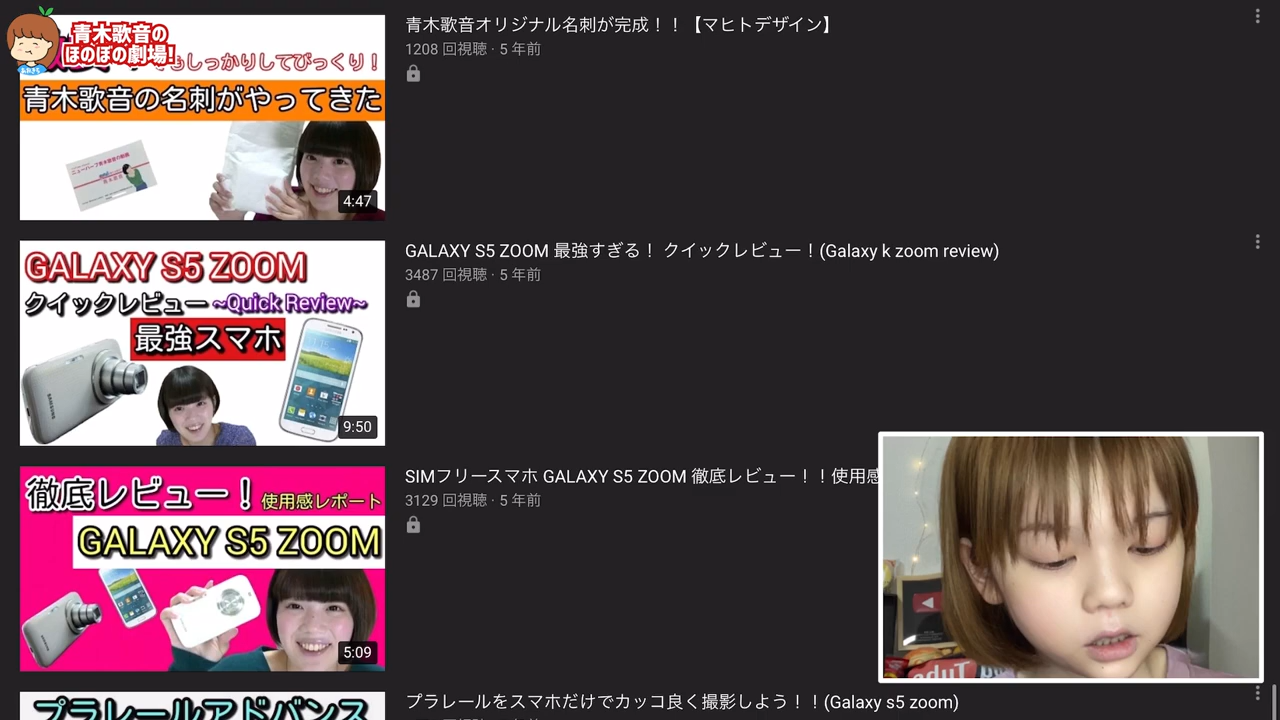 青木歌音の
ほのぼの劇場!
もしっかりしてびっくり!
青木歌音の名刺がやってきた
4:47
青木歌音オリジナル名刺が完成！！【マヒトデザイン】
1208 回視聴・5 年前
GALAXY S5 ZOOM
クイックレビュー ~Quick Review~
最強スマホ
SAMSUNG
9:50
GALAXY S5 ZOOM 最強すぎる！ クイックレビュー！(Galaxy k zoom review)
3487 回視聴・5 年前
徹底レビュー！ 使用感レポート
GALAXY S5 ZOOM
5:09
SIMフリースマホ GALAXY S5 ZOOM 徹底レビュー！！使用感
3129 回視聴・5 年前
プラレールアドバンス
プラレールをスマホだけでカッコ良く撮影しよう！！(Galaxy s5 zoom)